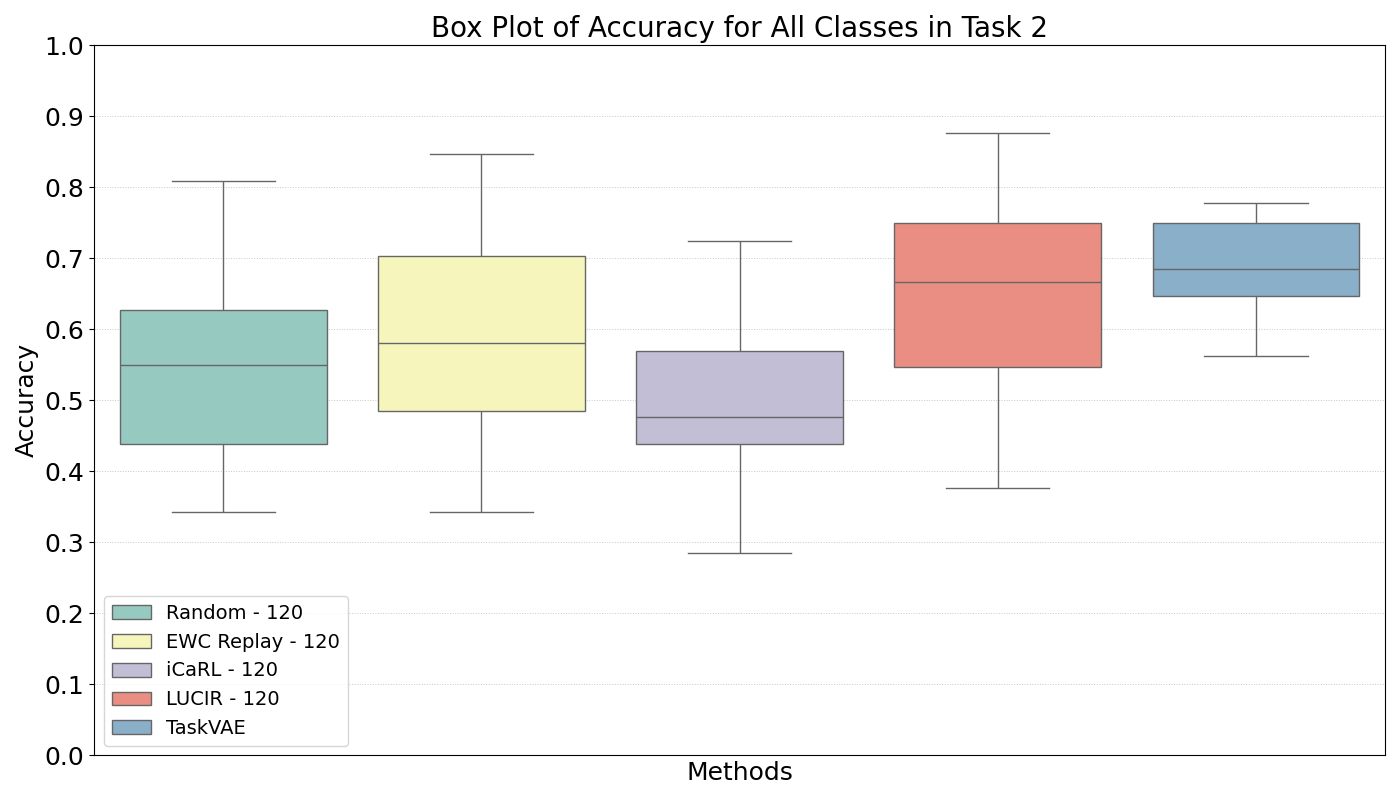 Box Plot of Accuracy for All Classes in Task 2
1.0
0.9
0.8
0.7
0.6
0.5
0.4
0.3
0.2
0.1
0.0
Accuracy
Random - 120
EWC Replay - 120
iCaRL - 120
LUCIR - 120
TaskVAE
Methods